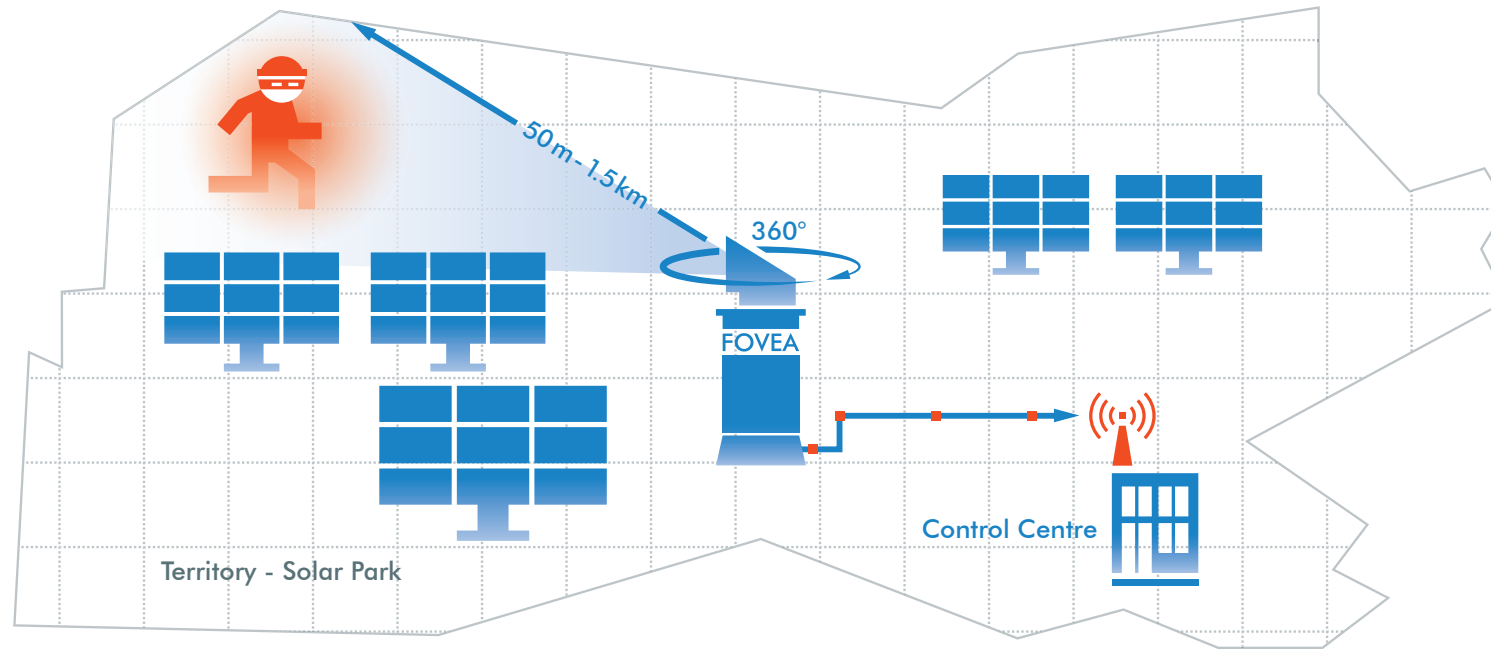 50m-1.5km
360°
FOVEA
Control Centre
Territory - Solar Park